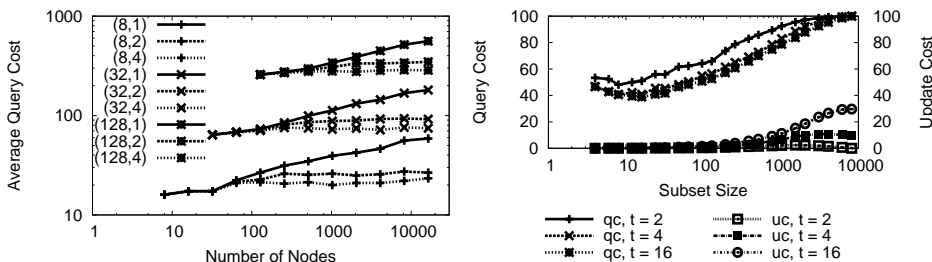 Average Query Cost
1000
100
10
(8,1)
(8,2)
(8,4)
(32,1)
(32,2)
(32,4)
(128,1)
(128,2)
(128,4)
1 10 100 1000 10000
Number of Nodes
Query Cost
100
80
60
40
20
0
1 10 100 1000 10000
Subset Size
100
80
60
40
20
0
Update Cost
qc, t = 2
qc, t = 4
qc, t = 16
uc, t = 2
uc, t = 4
uc, t = 16